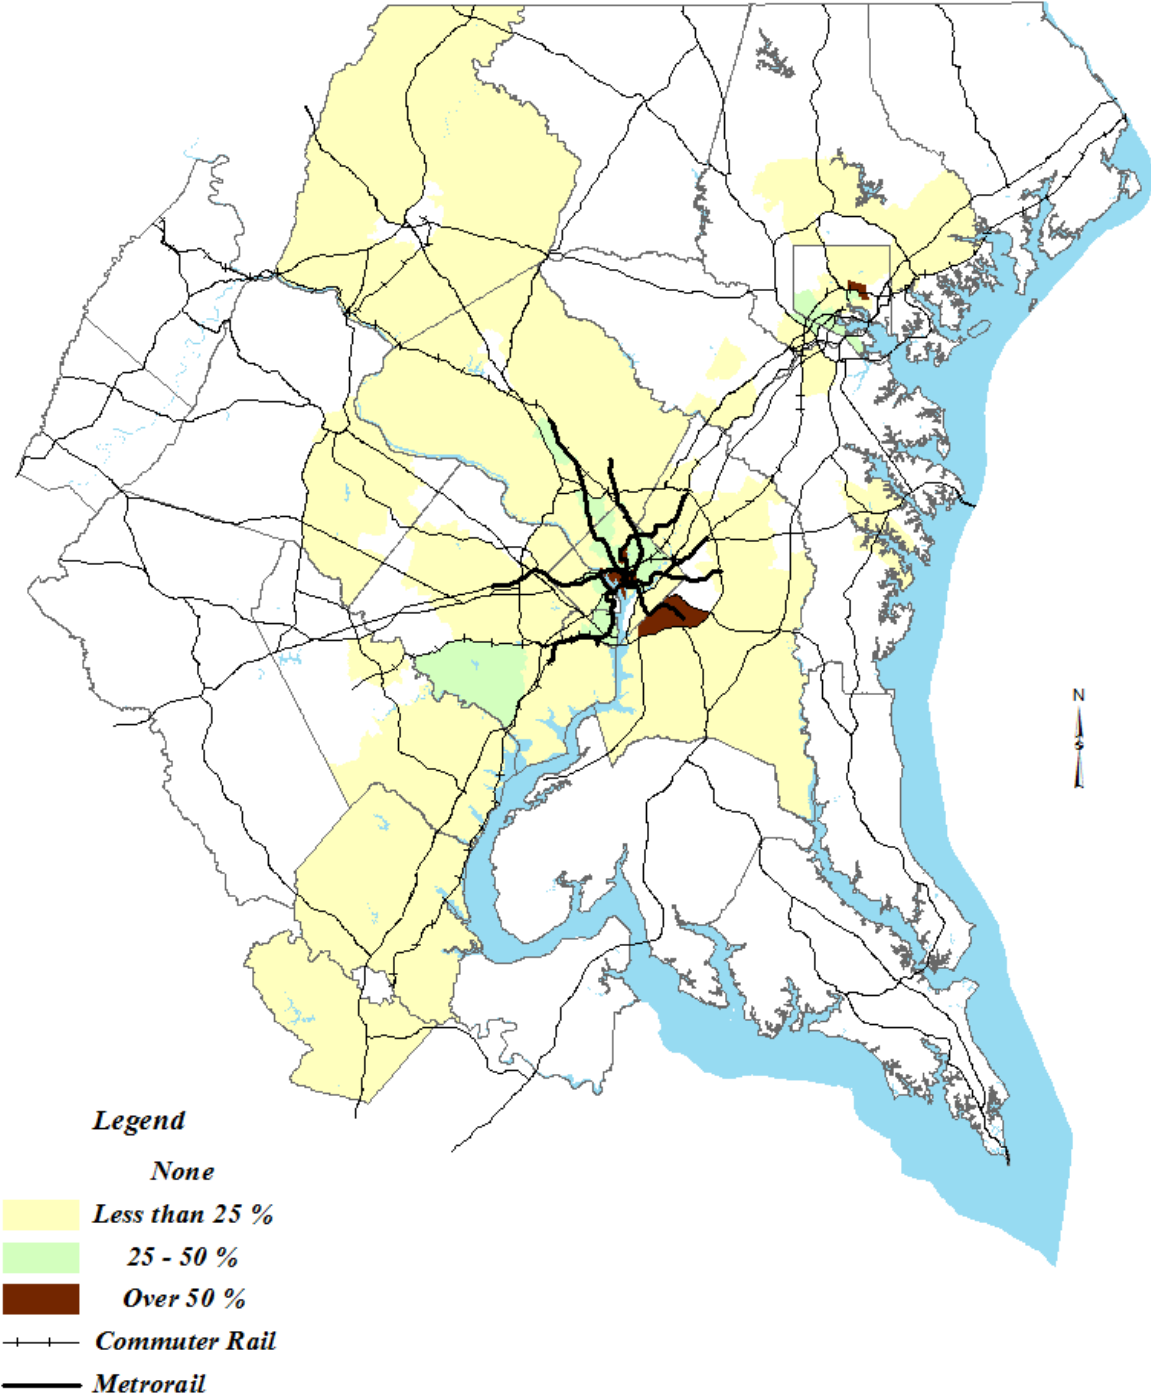 N
Legend
None
Less than 25 %
25 - 50 %
Over 50 %
Commuter Rail
Metrorail